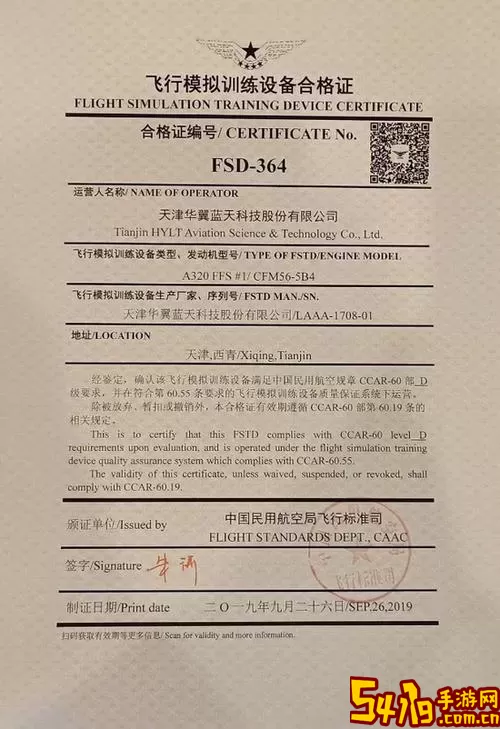 飞行模拟训练设备合格证
FLIGHT SIMULATION TRAINING DEVICE CERTIFICATE
合格证编号/ CERTIFICATE No.
FSD-364
运营人名称/ NAME OF OPERATOR
天津华翼蓝天科技股份有限公司
Tianjin HYLT Aviation Science & Technology Co., Ltd.
飞行模拟训练设备类型、发动机型号/ TYPE OF FSTD/ENGINE MODEL
A320 FFS #1/ CFM56-5B4
飞行模拟训练设备生产厂家、序列号/ FSTD MAN./SN.
天津华翼蓝天科技股份有限公司/LAAA-1708-01
地址/LOCATION
天津,西青/Xiqing,Tianjin
经鉴定，确认该飞行模拟训练设备满足中国民用航空规章 CCAR-60 部 D
级要求，并在符合第 60.55 条要求的飞行模拟训练设备质量保证系统下运营。
除被放弃、暂扣或撤销外，本合格证有效期遵循 CCAR-60 部第 60.19 条的
相关规定。
This is to certify that this FSTD complies with CCAR-60 level D
requirements upon evaluation, and is operated under the flight simulation training
device quality assurance system which complies with CCAR-60.55.
The validity of this certificate, unless waived, suspended, or revoked, shall
comply with CCAR-60.19.
颁证单位/Issued by
中国民用航空局飞行标准司
FLIGHT STANDARDS DEPT., CAAC
签字/Signature
飞行标准司
制证日期/Print date
二〇一九年九月二十六日/SEP.26,2019
扫码获取有效期等更多信息/ Scan for validity and more information.
5419手游网
.com.cn